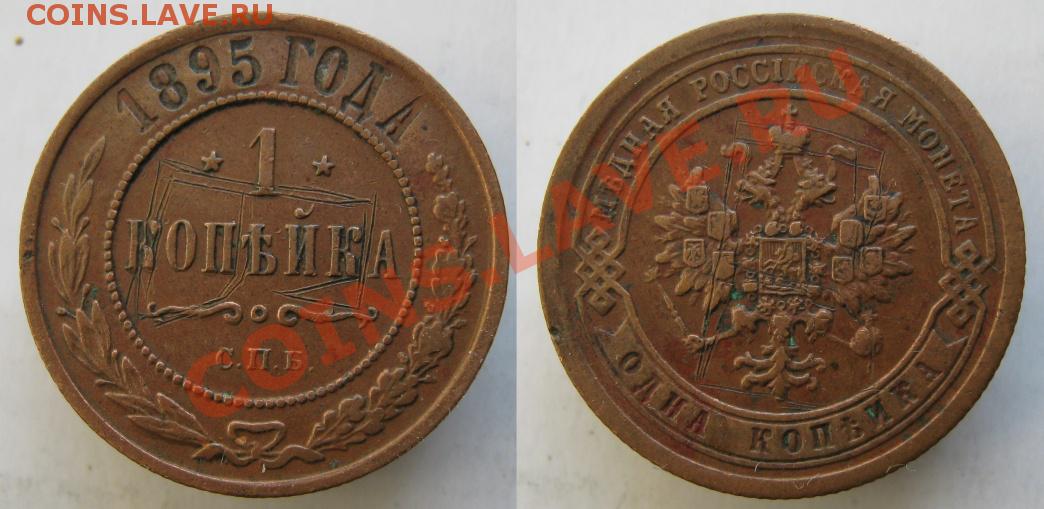 COINS.LAVE.RU
1895 ГОДА
1
КОПѢЙКА
С.П.Б.
COINS.LAVE.RU
МѢДНАЯ РОССІЙСКАЯ МОНЕТА
ОДНА КОПѢЙКА